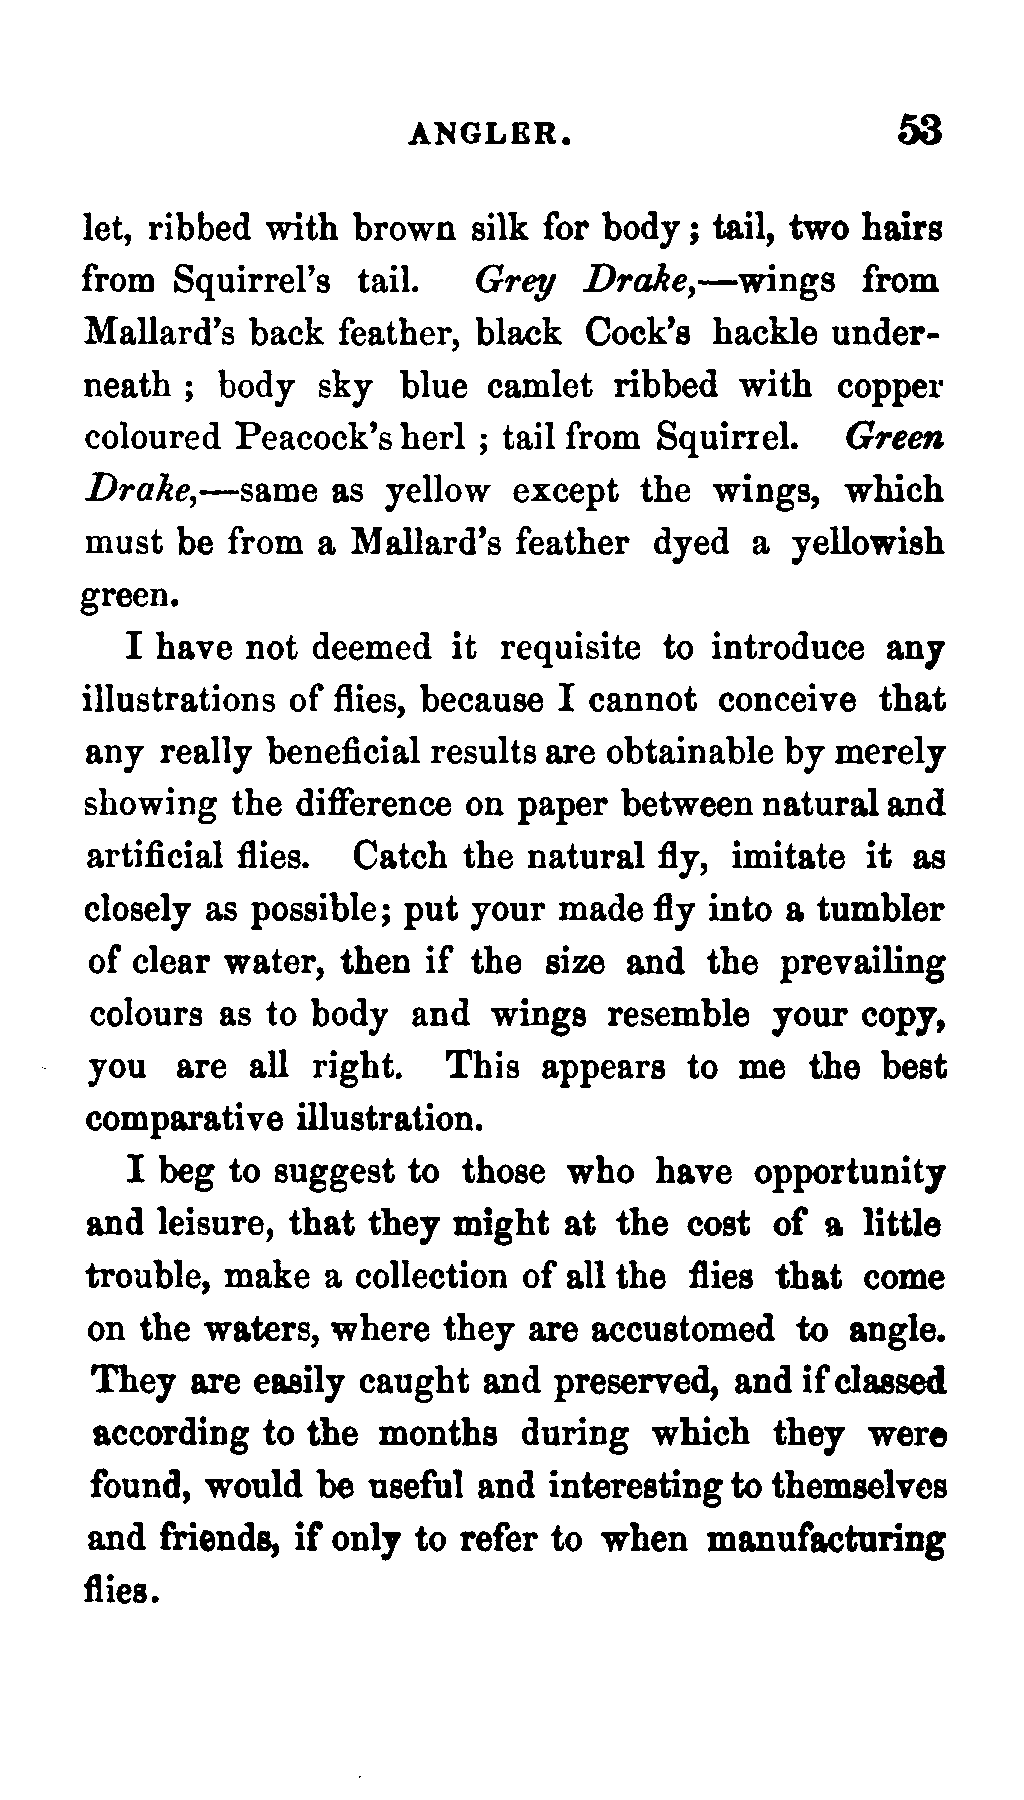 ANGLER. 53
let, ribbed with brown silk for body; tail, two hairs
from Squirrel's tail. Grey Drake,—wings from
Mallard's back feather, black Cock's hackle under-
neath ; body sky blue camlet ribbed with copper
coloured Peacock's herl ; tail from Squirrel. Green
Drake,—same as yellow except the wings, which
must be from a Mallard's feather dyed a yellowish
green.
I have not deemed it requisite to introduce any
illustrations of flies, because I cannot conceive that
any really beneficial results are obtainable by merely
showing the difference on paper between natural and
artificial flies. Catch the natural fly, imitate it as
closely as possible; put your made fly into a tumbler
of clear water, then if the size and the prevailing
colours as to body and wings resemble your copy,
you are all right. This appears to me the best
comparative illustration.
I beg to suggest to those who have opportunity
and leisure, that they might at the cost of a little
trouble, make a collection of all the flies that come
on the waters, where they are accustomed to angle.
They are easily caught and preserved, and if classed
according to the months during which they were
found, would be useful and interesting to themselves
and friends, if only to refer to when manufacturing
flies.